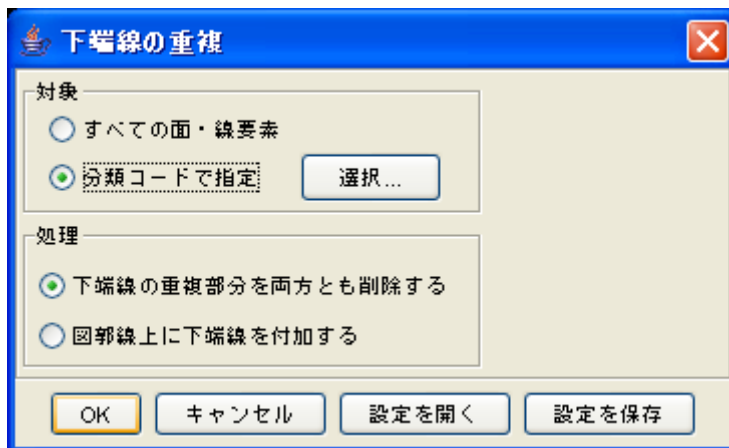 下端線の重複
対象
すべての面・線要素
分類コードで指定
選択...
処理
下端線の重複部分を両方とも削除する
図郭線上に下端線を付加する
OK
キャンセル
設定を開く
設定を保存